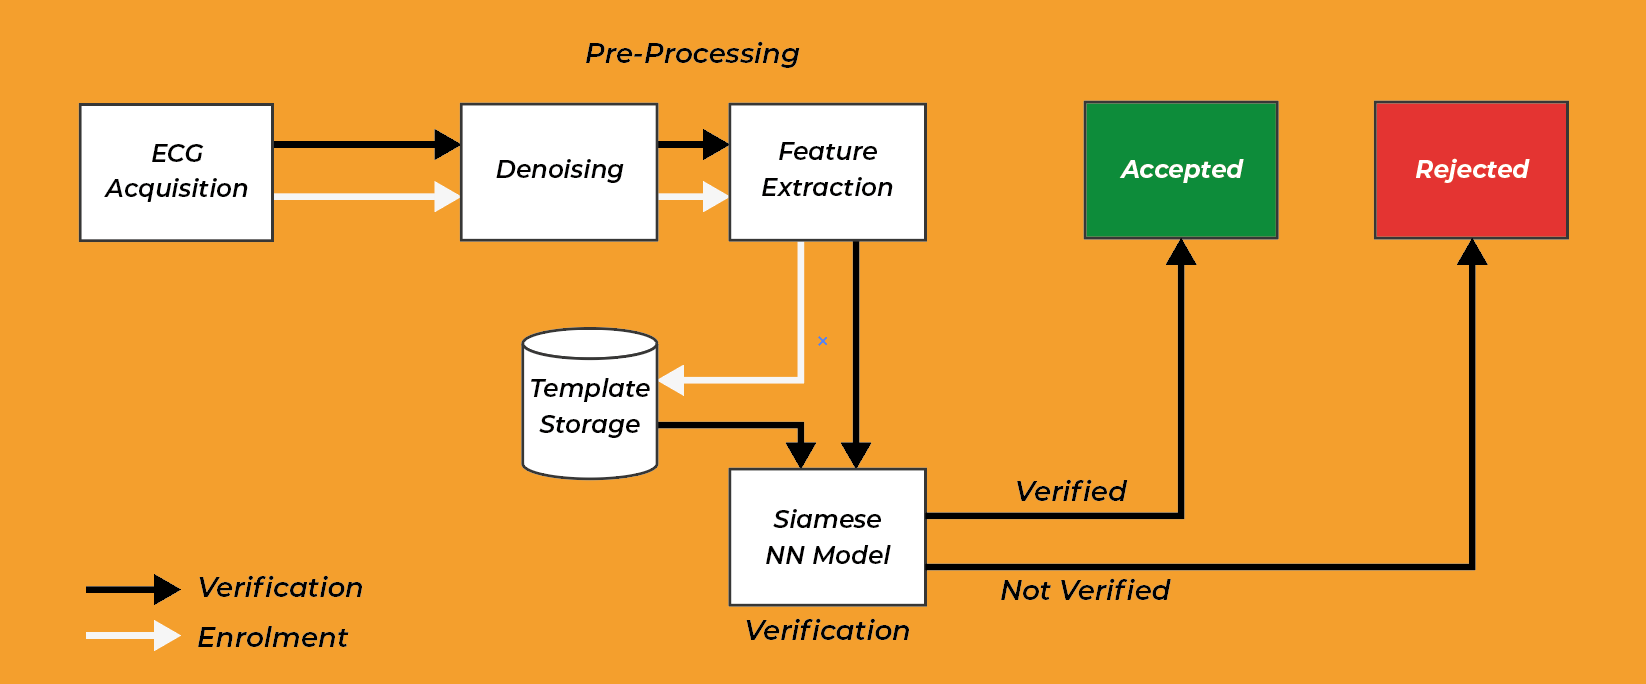 Pre-Processing
ECG
Acquisition
Denoising
Feature
Extraction
Accepted
Rejected
Template
Storage
Siamese
NN Model
Verified
Not Verified
Verification
Verification
Enrolment